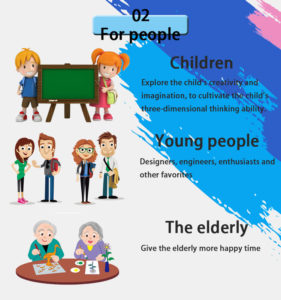 02
For people
Children
Explore the child's creativity and
imagination, to cultivate the child's
three-dimensional thinking ability.
Young people
Designers, engineers, enthusiasts and
other favorites
The elderly
Give the elderly more happy time